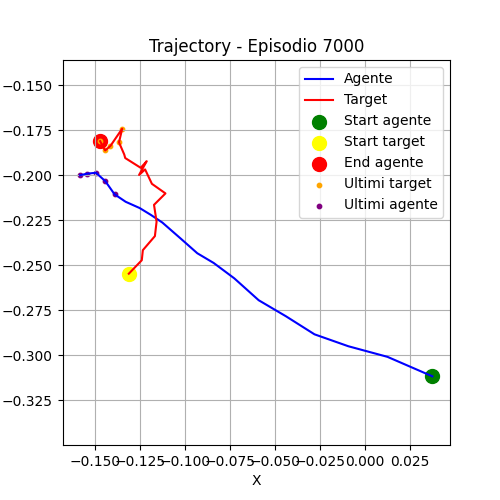 Trajectory - Episodio 7000
Agente
Target
Start agente
Start target
End agente
Ultimi target
Ultimi agente
−0.150
−0.175
−0.200
−0.225
−0.250
−0.275
−0.300
−0.325
−0.150 −0.125 −0.100 −0.075 −0.050 −0.025 0.000 0.025
X